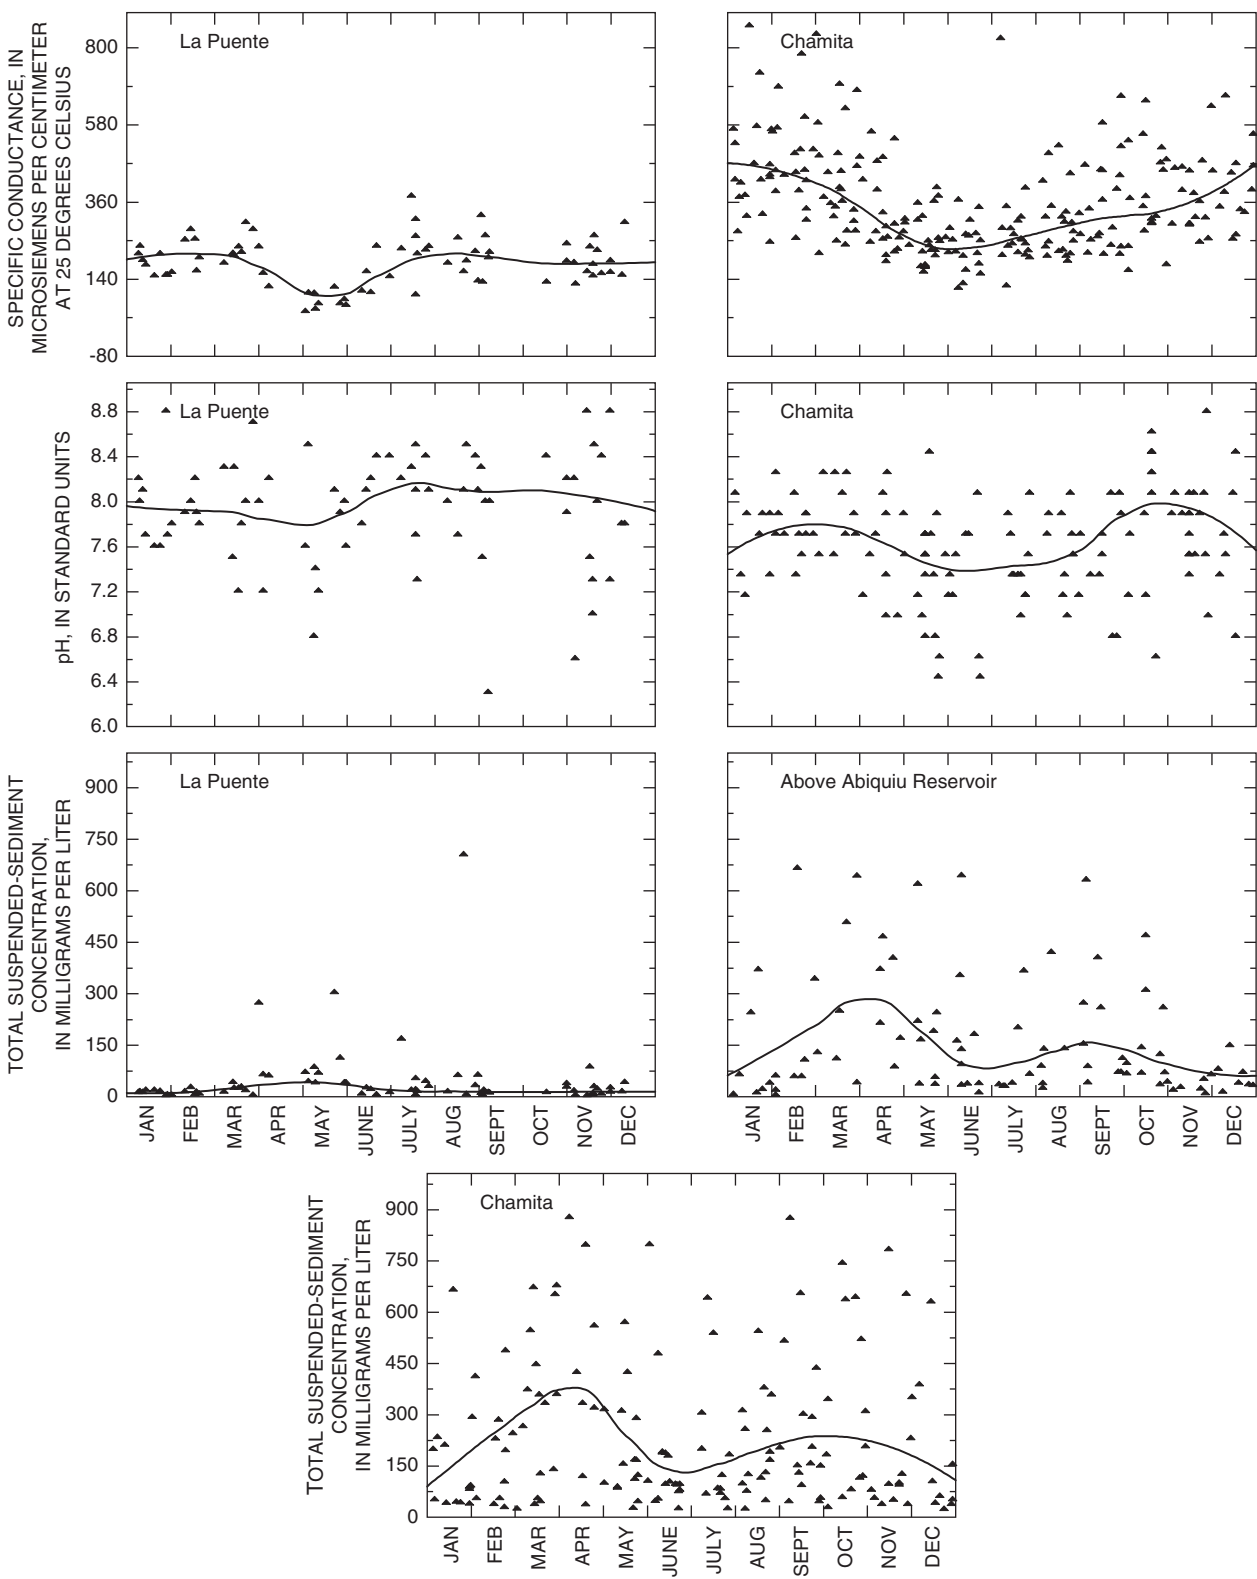 SPECIFIC CONDUCTANCE, IN
MICROSIEMENS PER CENTIMETER
AT 25 DEGREES CELSIUS
800
580
360
140
-80
La Puente
Chamita
pH, IN STANDARD UNITS
8.8
8.4
8.0
7.6
7.2
6.8
6.4
6.0
La Puente
Chamita
TOTAL SUSPENDED-SEDIMENT
CONCENTRATION,
IN MILLIGRAMS PER LITER
900
750
600
450
300
150
0
La Puente
JAN
FEB
MAR
APR
MAY
JUNE
JULY
AUG
SEPT
OCT
NOV
DEC
Above Abiquiu Reservoir
JAN
FEB
MAR
APR
MAY
JUNE
JULY
AUG
SEPT
OCT
NOV
DEC
TOTAL SUSPENDED-SEDIMENT
CONCENTRATION,
IN MILLIGRAMS PER LITER
900
750
600
450
300
150
0
Chamita
JAN
FEB
MAR
APR
MAY
JUNE
JULY
AUG
SEPT
OCT
NOV
DEC